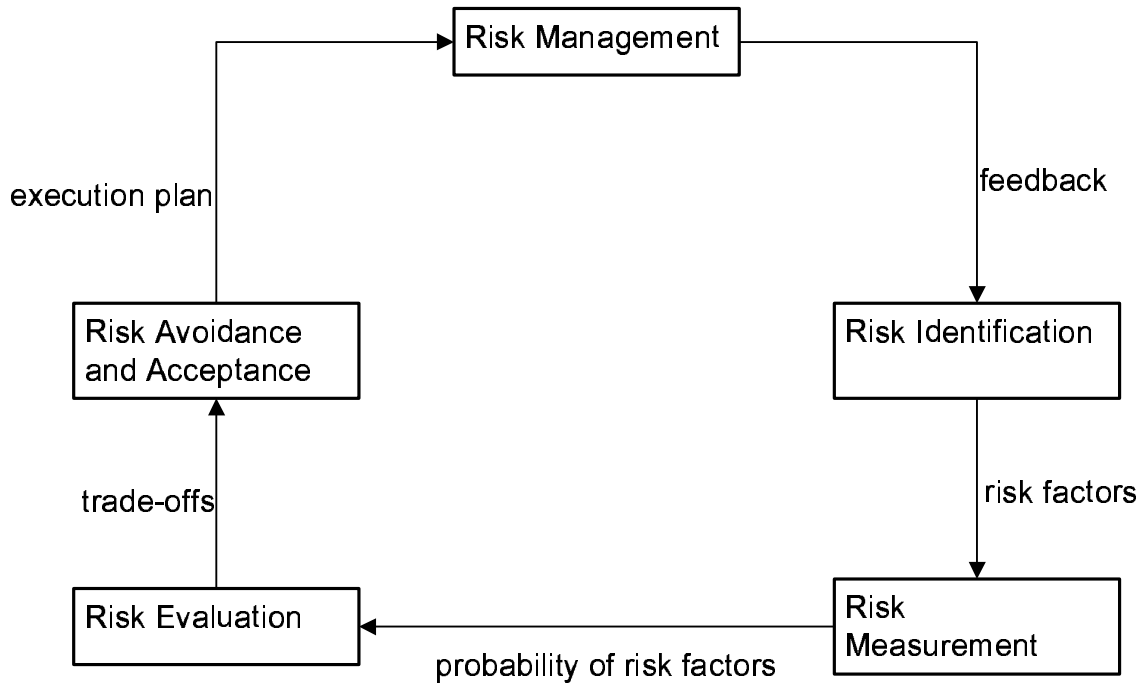 Risk Management
execution plan
feedback
Risk Avoidance
and Acceptance
Risk Identification
trade-offs
risk factors
Risk Evaluation
Risk
Measurement
probability of risk factors